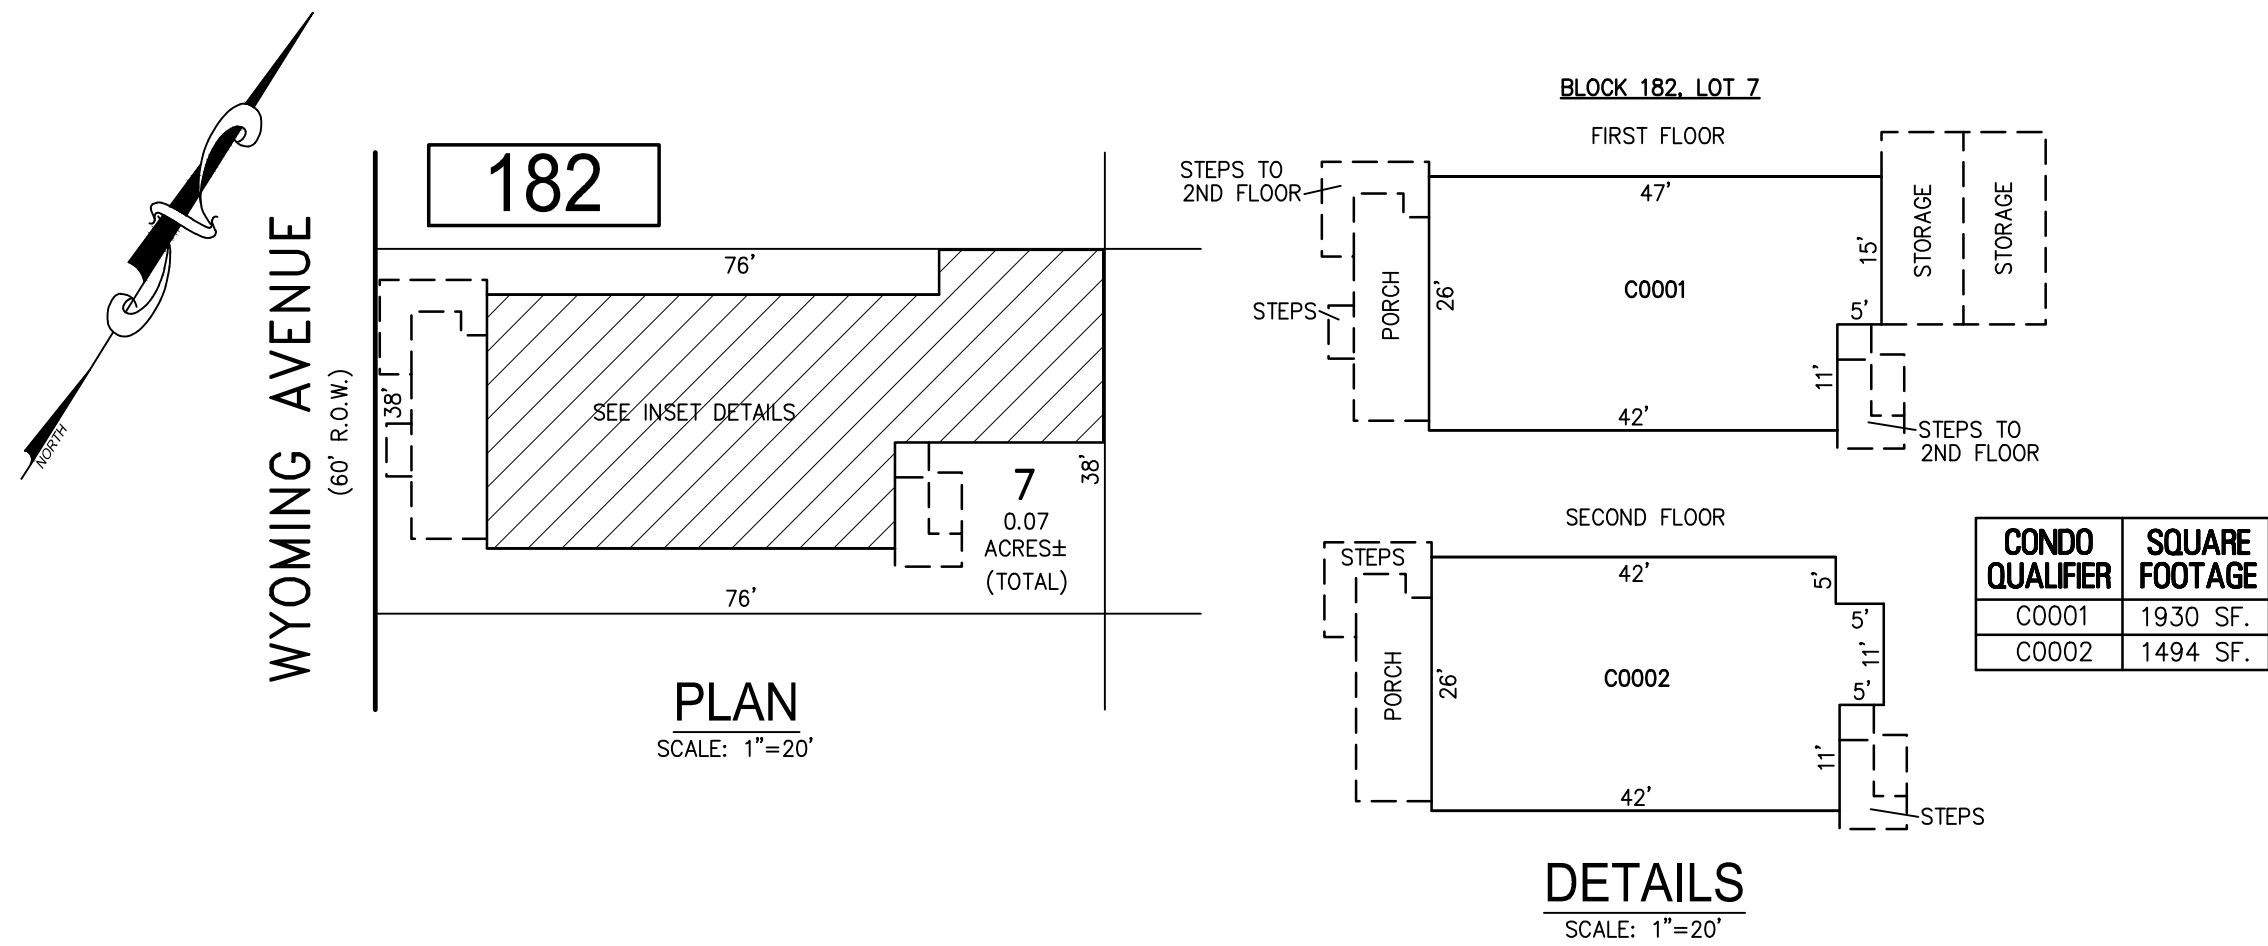 NORTH
WYOMING AVENUE
(60' R.O.W.)
182
76'
38'
SEE INSET DETAILS
38'
7
0.07
ACRES±
(TOTAL)
76'
PLAN
SCALE: 1"=20'
BLOCK 182, LOT 7
FIRST FLOOR
STEPS TO
2ND FLOOR
47'
STORAGE
STORAGE
15'
STEPS
PORCH
26'
C0001
5'
11'
42'
STEPS TO
2ND FLOOR
SECOND FLOOR
STEPS
42'
5'
5'
11'
PORCH
26'
C0002
5'
11'
42'
STEPS
DETAILS
SCALE: 1"=20'
CONDO QUALIFIER SQUARE FOOTAGE
C0001 1930 SF.
C0002 1494 SF.